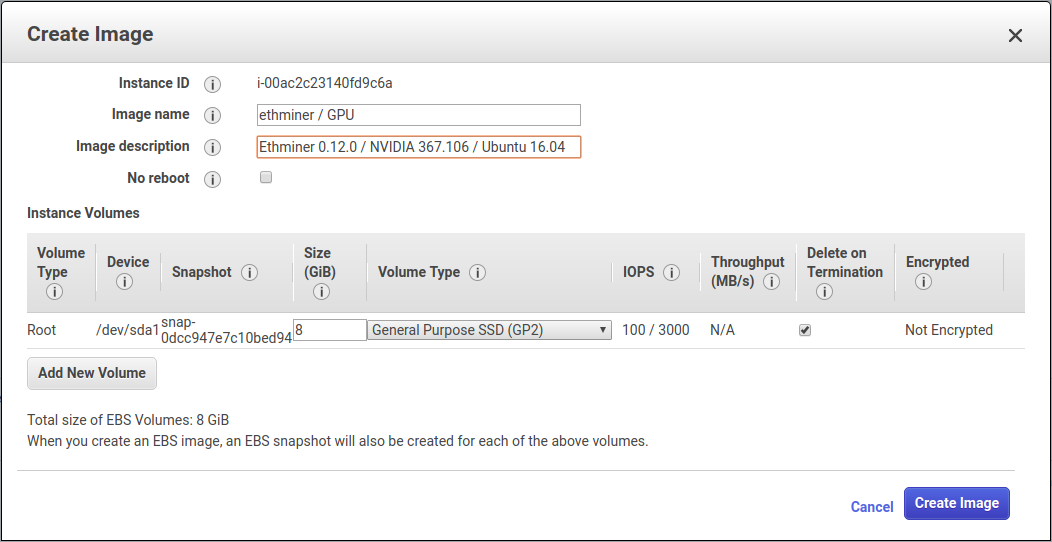 Create Image
Instance ID i-00ac2c23140fd9c6a
Image name ethminer / GPU
Image description Ethminer 0.12.0 / NVIDIA 367.106 / Ubuntu 16.04
No reboot
Instance Volumes
Volume Type Device Snapshot Size (GiB) Volume Type IOPS Throughput (MB/s) Delete on Termination Encrypted
Root /dev/sda1 snap-0dcc947e7c10bed94 8 General Purpose SSD (GP2) 100 / 3000 N/A Not Encrypted
Add New Volume
Total size of EBS Volumes: 8 GiB
When you create an EBS image, an EBS snapshot will also be created for each of the above volumes.
Cancel Create Image